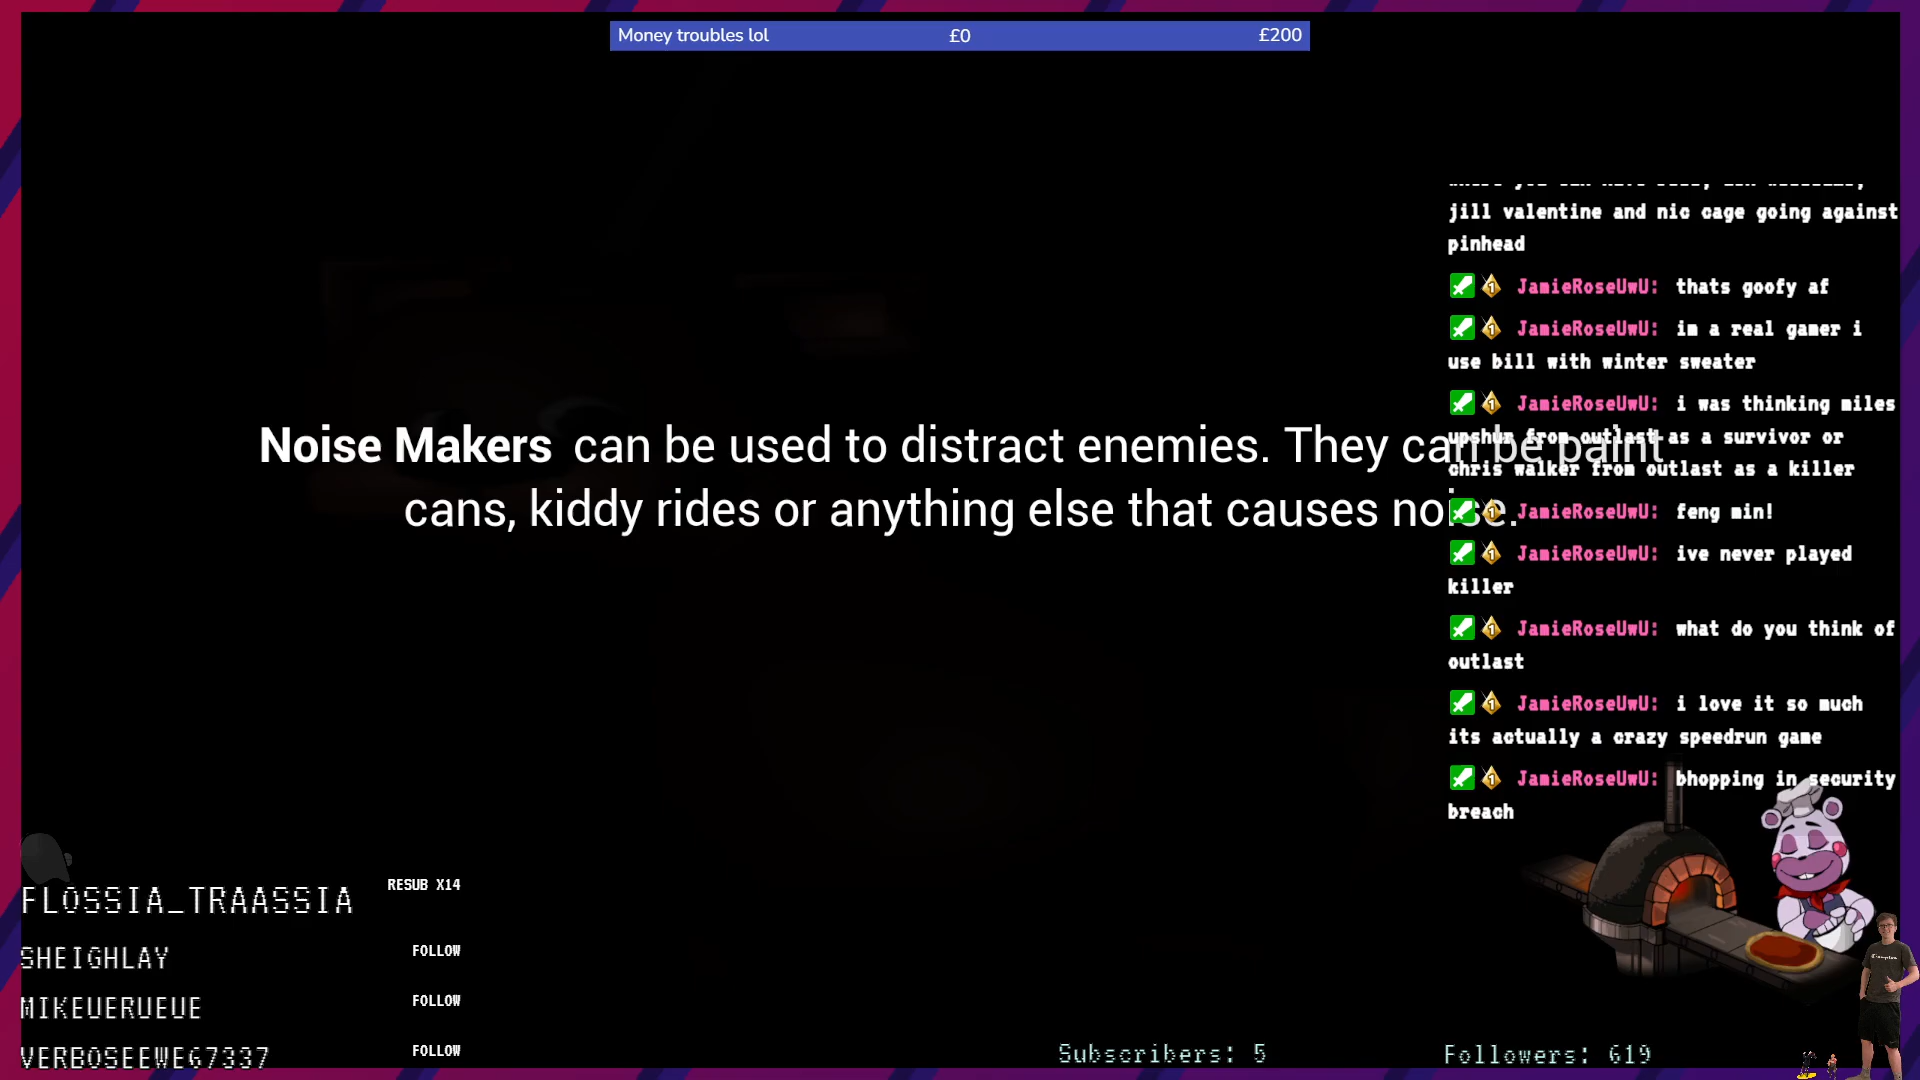 Money troubles lol £0 £200
jill valentine and nic cage going against
pinhead
JamieRoseUwU: thats goofy af
JamieRoseUwU: im a real gamer i
use bill with winter sweater
JamieRoseUwU: i was thinking miles
upshur from outlast as a survivor or
chris walker from outlast as a killer
Noise Makers can be used to distract enemies. They can be paint
cans, kiddy rides or anything else that causes noise.
JamieRoseUwU: feng min!
JamieRoseUwU: ive never played
killer
JamieRoseUwU: what do you think of
outlast
JamieRoseUwU: i love it so much
its actually a crazy speedrun game
JamieRoseUwU: bhopping in security
breach
FLOSSIA_TRAASSIA RESUB X14
SHEIGHLAY FOLLOW
MIKEUERUEUE FOLLOW
VERBOSEEWE67337 FOLLOW
Subscribers: 5
Followers: 619